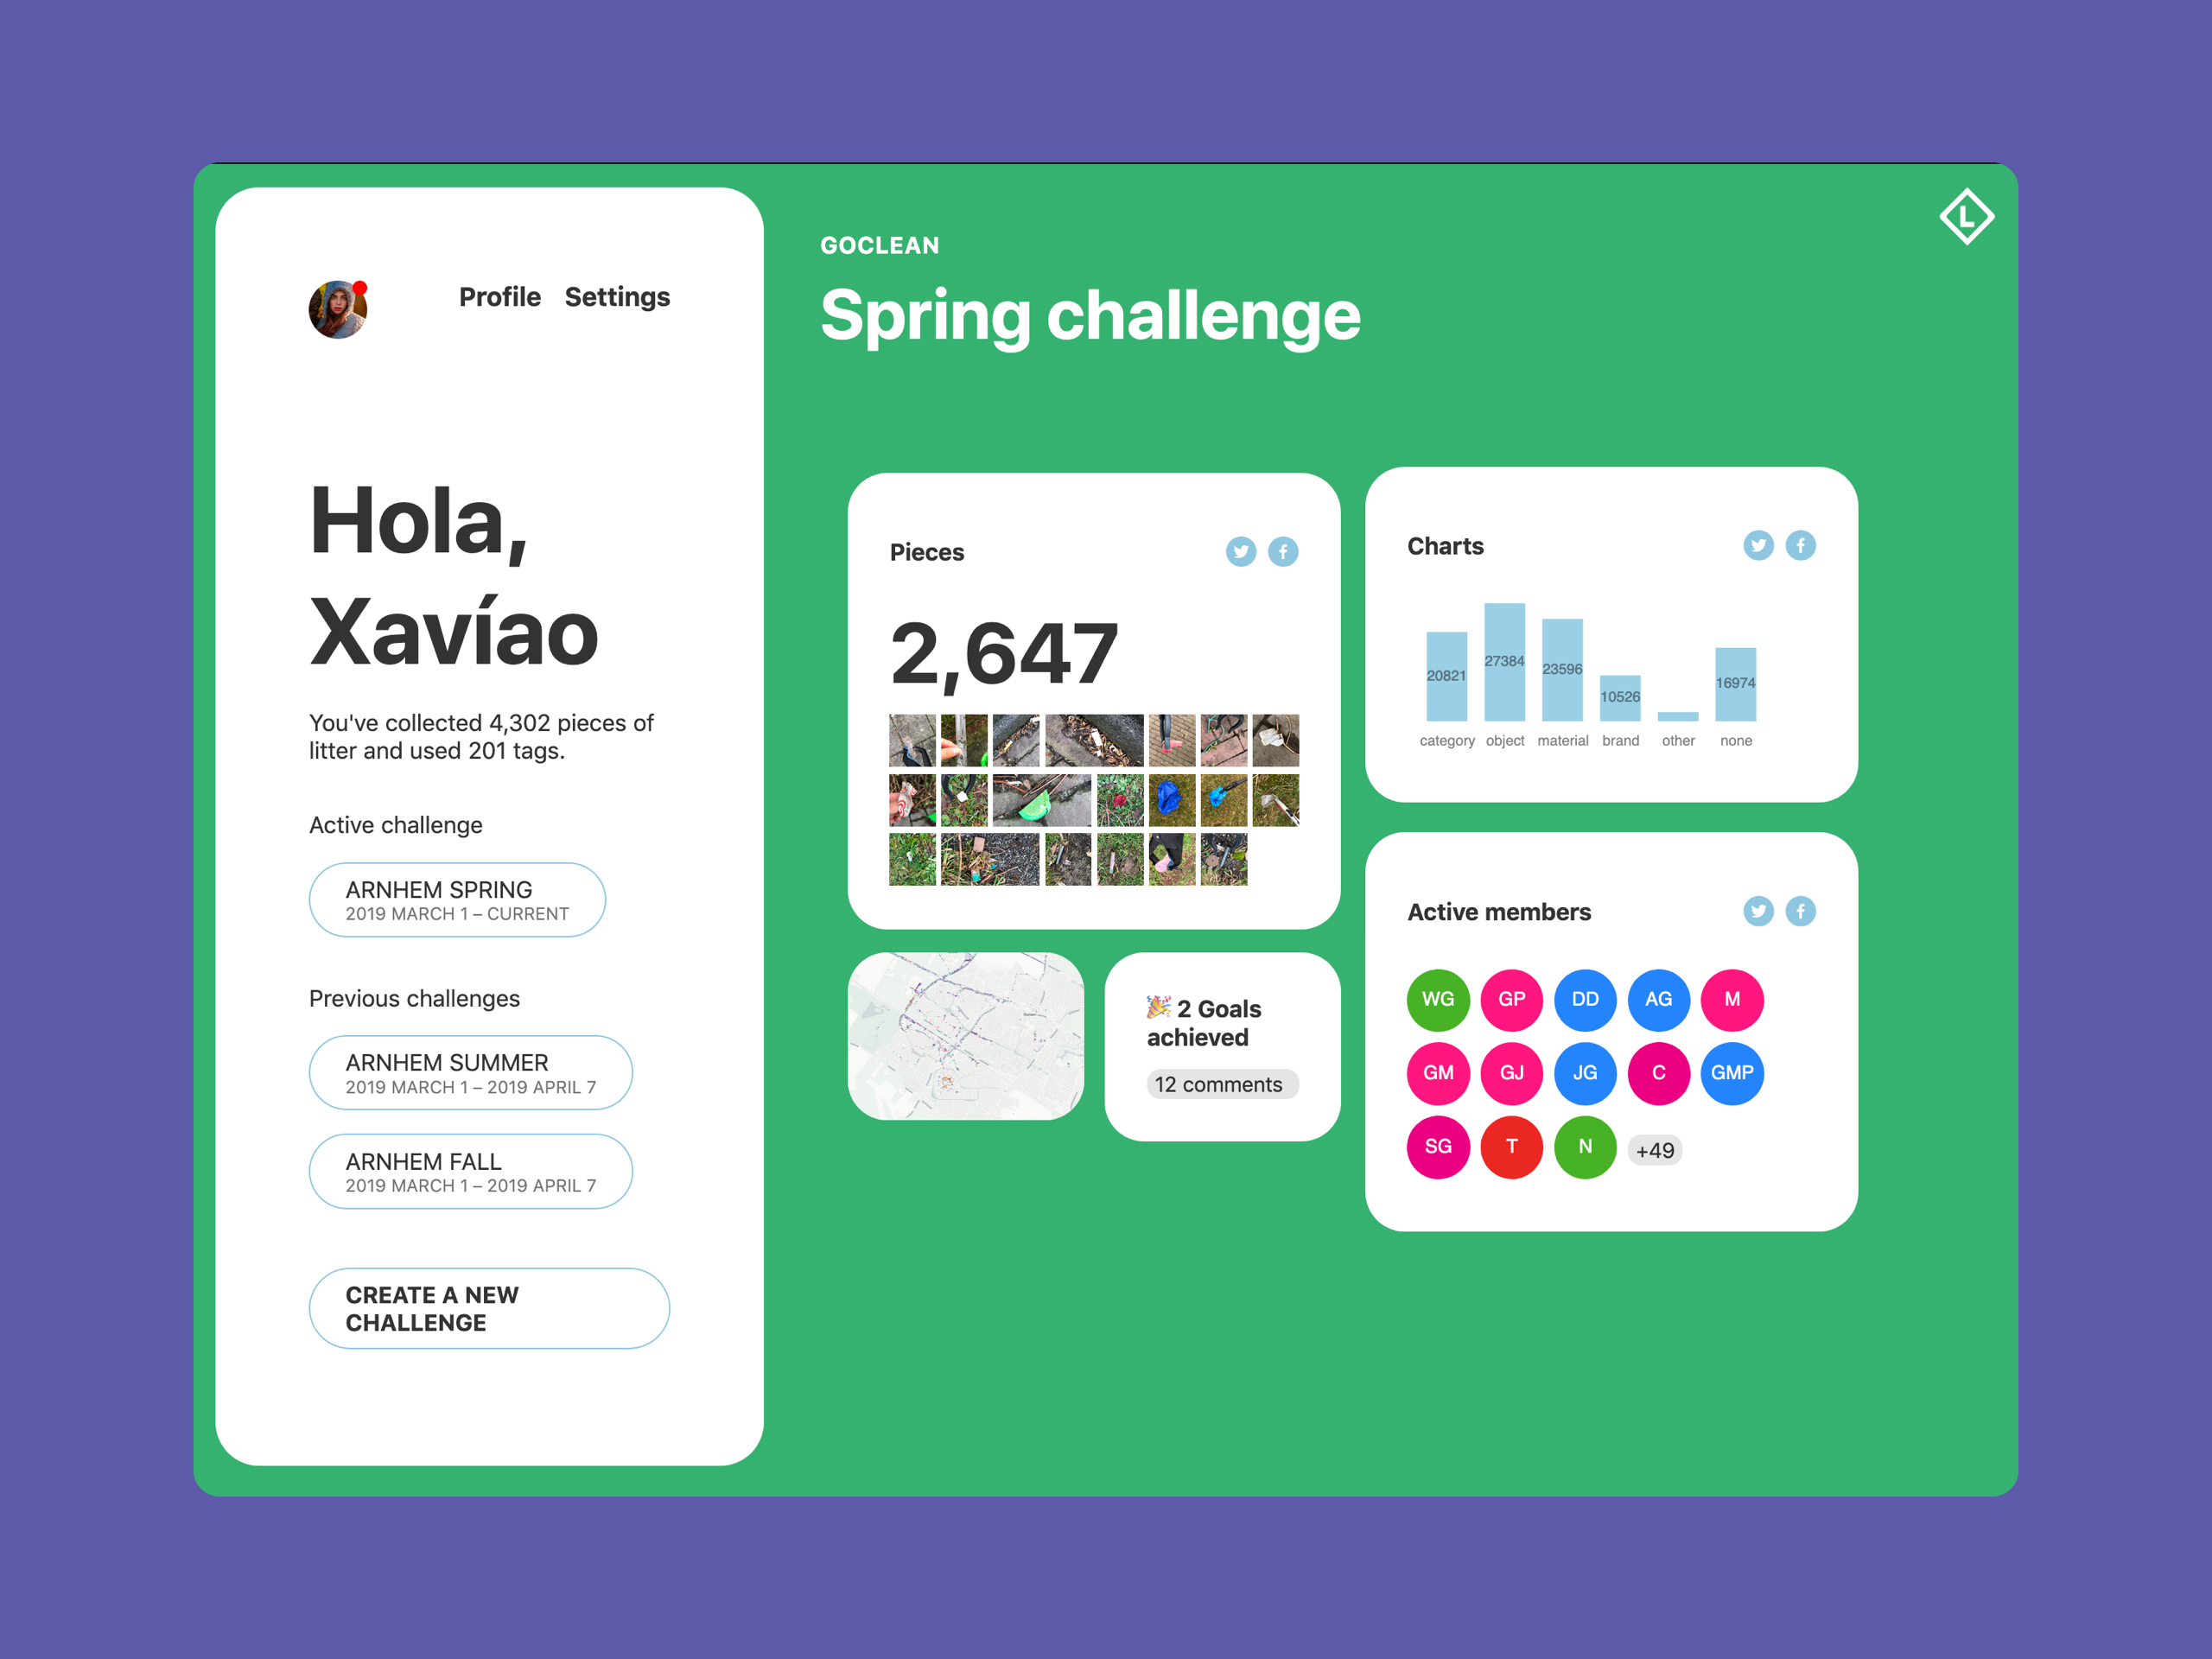 Profile Settings
Hola,
Xavíao
You've collected 4,302 pieces of
litter and used 201 tags.
Active challenge
ARNHEM SPRING
2019 MARCH 1 – CURRENT
Previous challenges
ARNHEM SUMMER
2019 MARCH 1 – 2019 APRIL 7
ARNHEM FALL
2019 MARCH 1 – 2019 APRIL 7
CREATE A NEW
CHALLENGE
GOCLEAN
Spring challenge
L
Pieces
2,647
🎉 2 Goals
achieved
12 comments
Charts
20821 27384 23596 10526 16974
category object material brand other none
Active members
WG GP DD AG M
GM GJ JG C GMP
SG T N +49